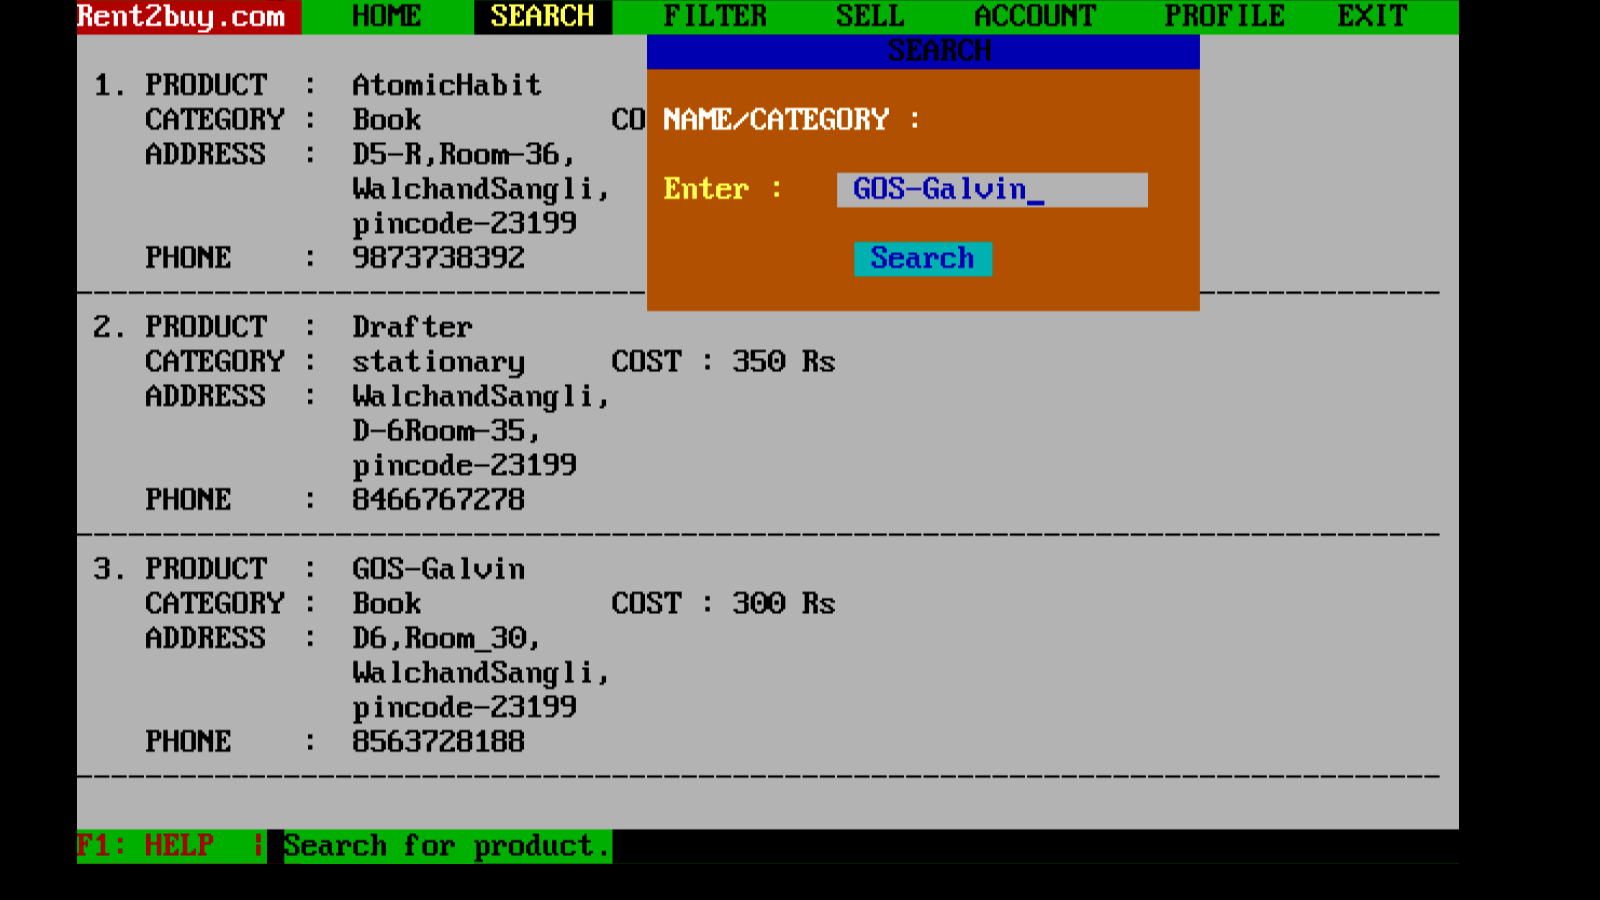 Rent2buy.com HOME SEARCH FILTER SELL ACCOUNT PROFILE EXIT
SEARCH
1. PRODUCT : AtomicHabit
CATEGORY : Book CO NAME/CATEGORY :
ADDRESS : D5-R,Room-36,
WalchandSangli, Enter : GOS-Galvin_
pincode-23199
PHONE : 9873738392 Search
2. PRODUCT : Drafter
CATEGORY : stationary COST : 350 Rs
ADDRESS : WalchandSangli,
D-6Room-35,
pincode-23199
PHONE : 8466767278
3. PRODUCT : GOS-Galvin
CATEGORY : Book COST : 300 Rs
ADDRESS : D6,Room_30,
WalchandSangli,
pincode-23199
PHONE : 8563728188
F1: HELP ¦ Search for product.